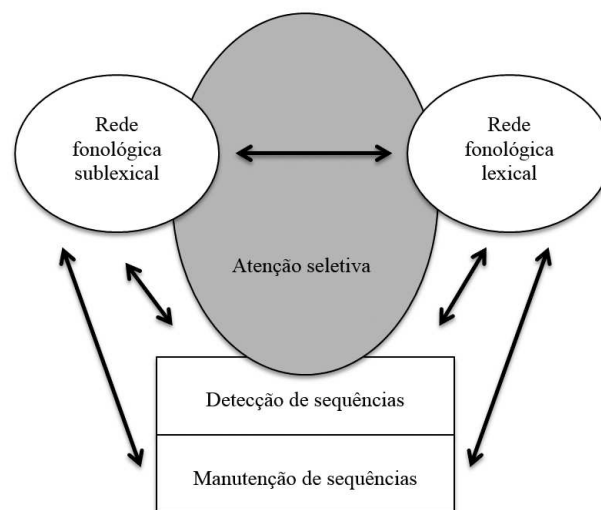 Rede
fonológica
sublexical
Rede
fonológica
lexical
Atenção seletiva
Detecção de sequências
Manutenção de sequências